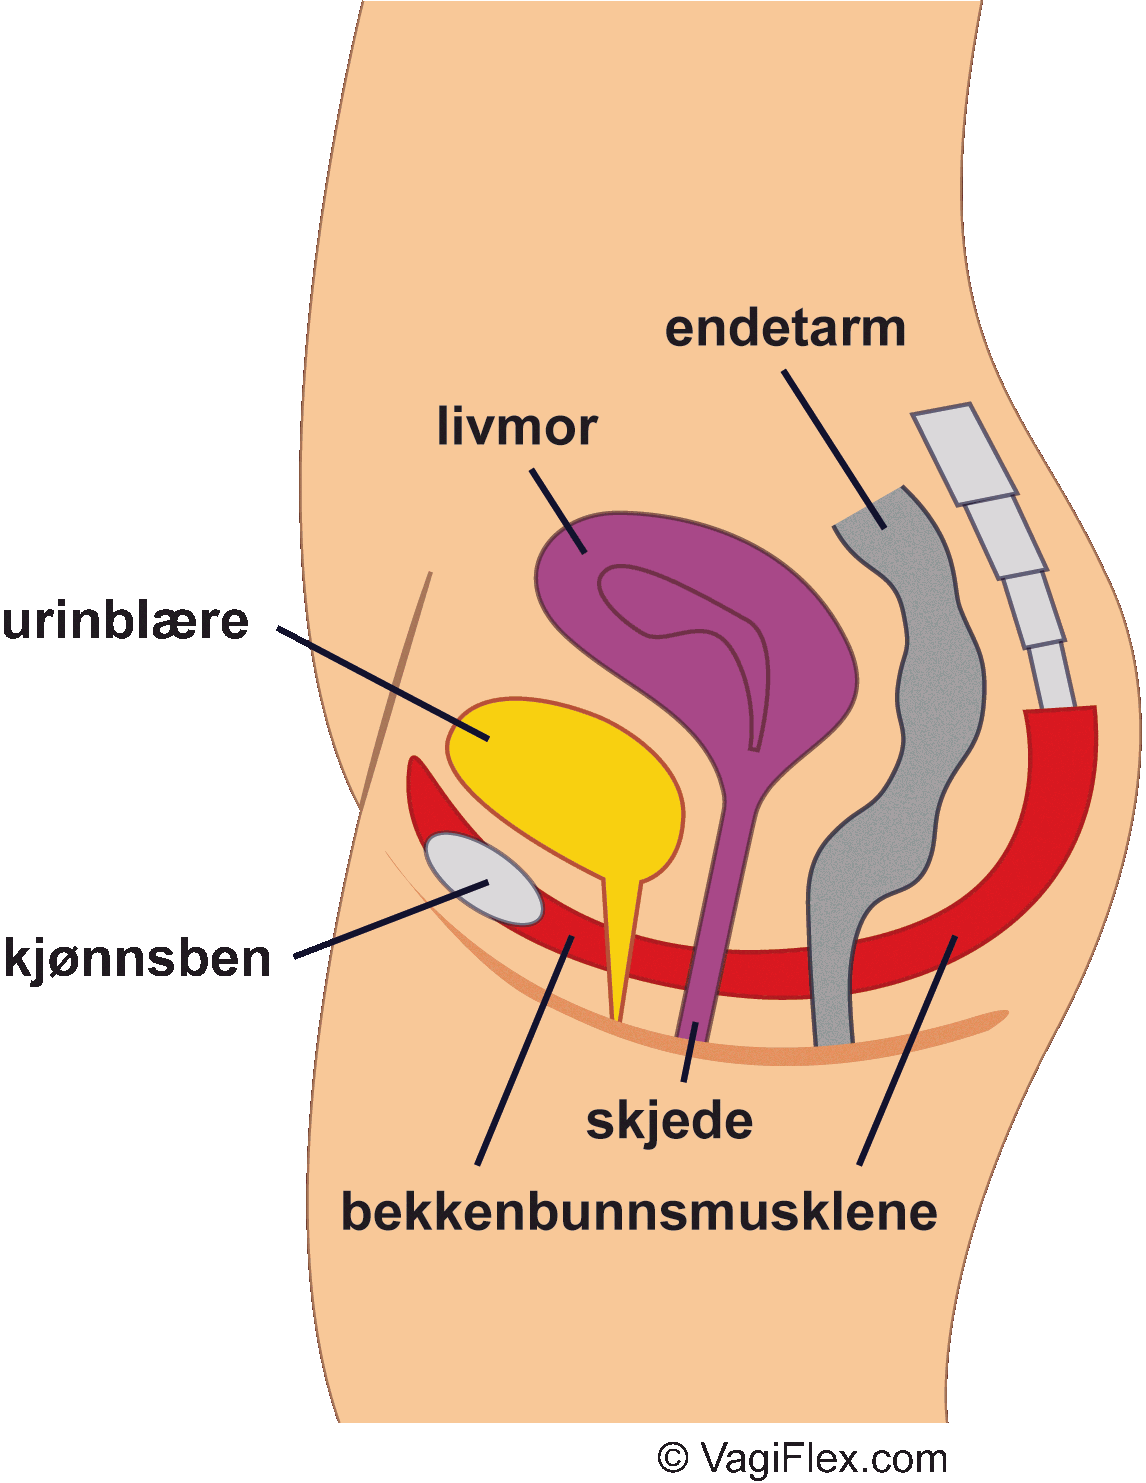 endetarm
livmor
urinblære
kjønnsben
skjede
bekkenbunnsmusklene
© VagiFlex.com